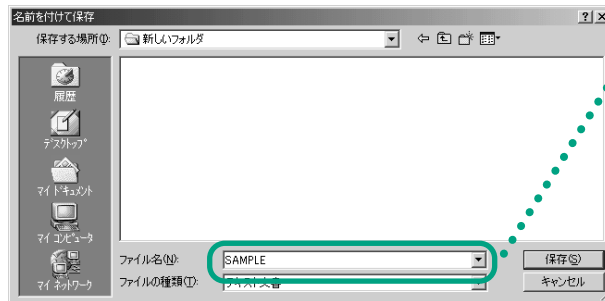 名前を付けて保存
保存する場所(I):
新しいフォルダ
履歴
デスクトップ
マイ ドキュメント
マイ コンピュータ
マイ ネットワーク
ファイル名(N):
SAMPLE
保存(S)
ファイルの種類(T):
テキスト文書
キャンセル